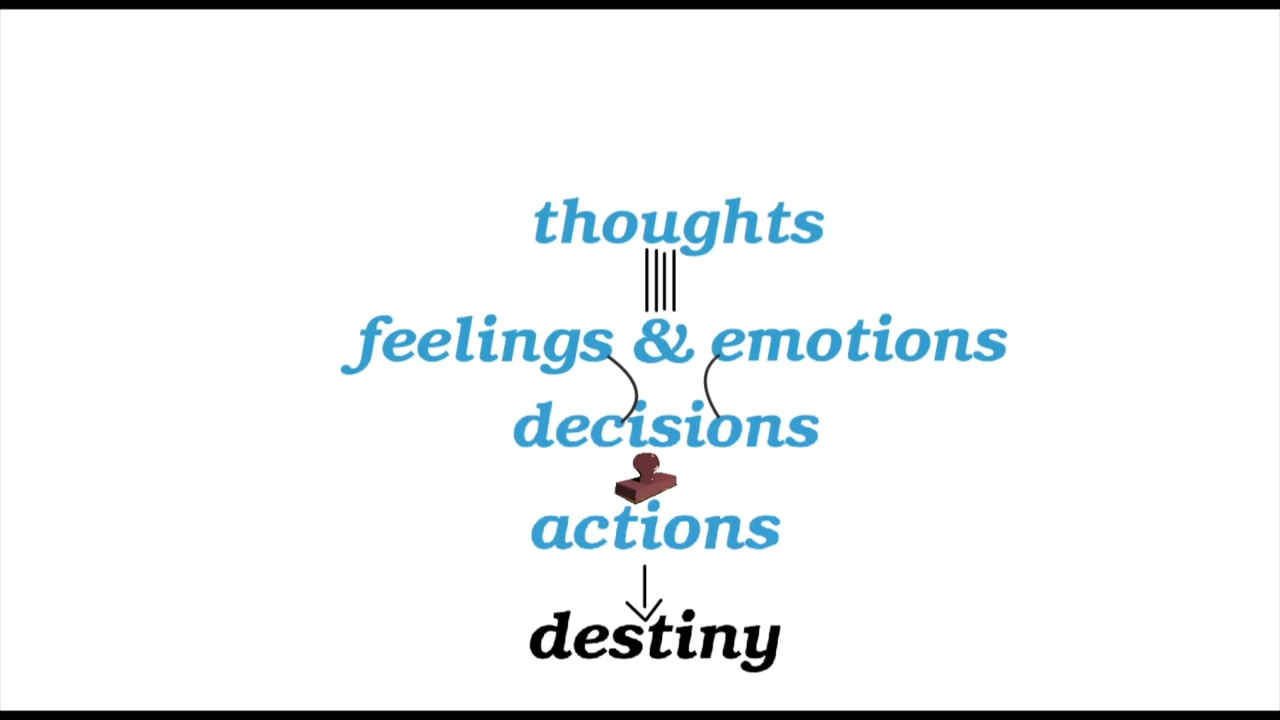 thoughts
feelings & emotions
decisions
actions
destiny